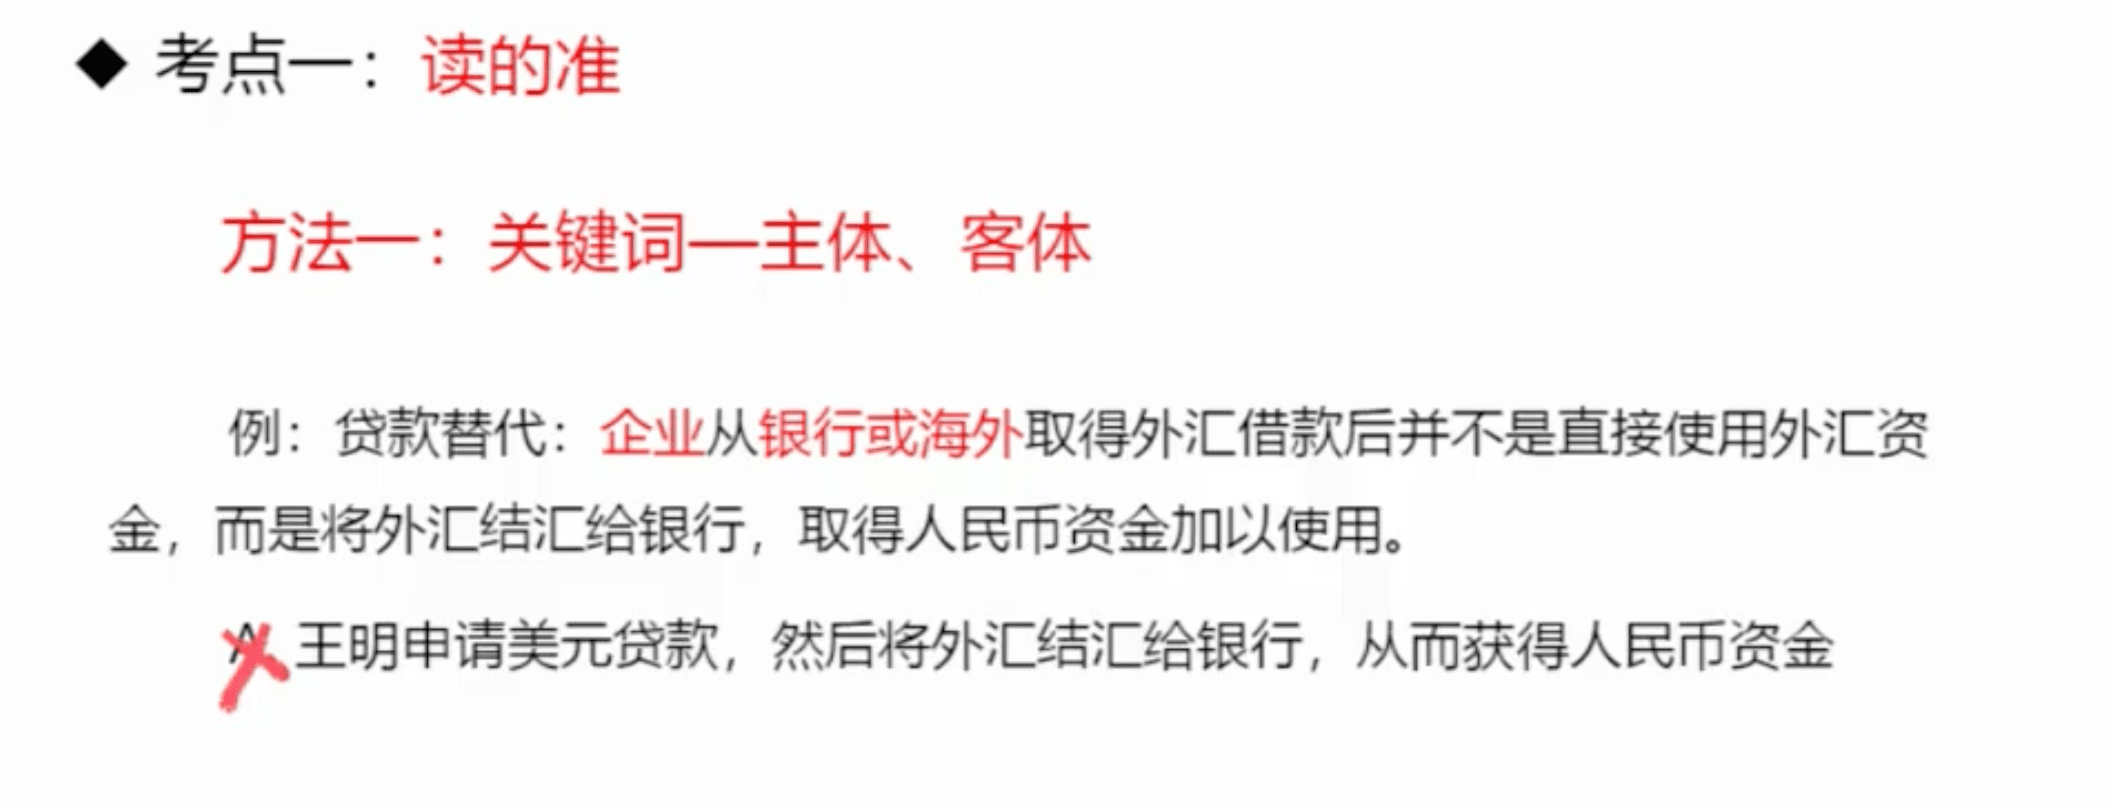 ◆ 考点一：读的准
方法一：关键词—主体、客体
例：贷款替代：企业从银行或海外取得外汇借款后并不是直接使用外汇资
金，而是将外汇结汇给银行，取得人民币资金加以使用。
A 王明申请美元贷款，然后将外汇结汇给银行，从而获得人民币资金